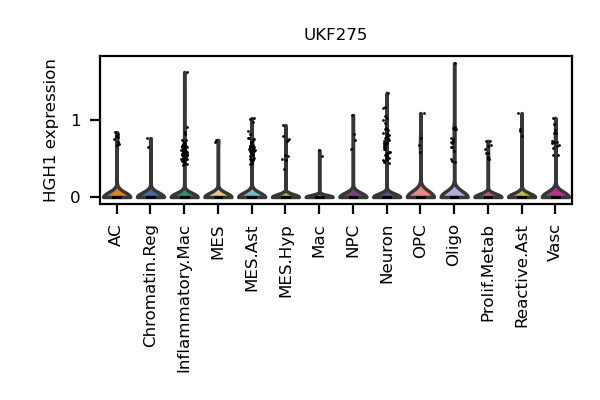 UKF275
HGH1 expression
1
0
AC
Chromatin.Reg
Inflammatory.Mac
MES
MES.Ast
MES.Hyp
Mac
NPC
Neuron
OPC
Oligo
Prolif.Metab
Reactive.Ast
Vasc